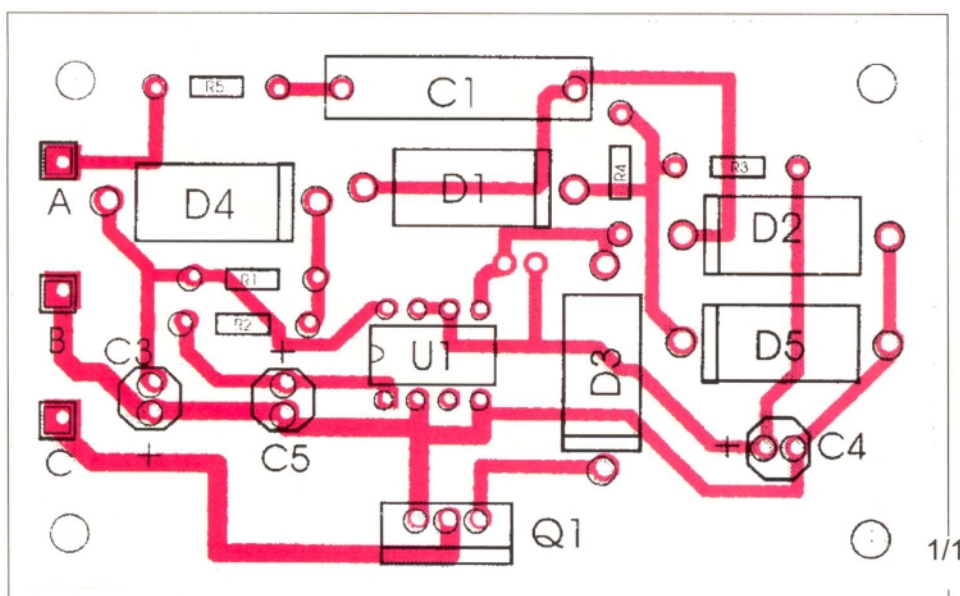 R5
C1
A
D4
D1
R4
R3
D2
R1
B
R2
C3
+
U1
D3
D5
C
+
C5
+
C4
Q1
1/1